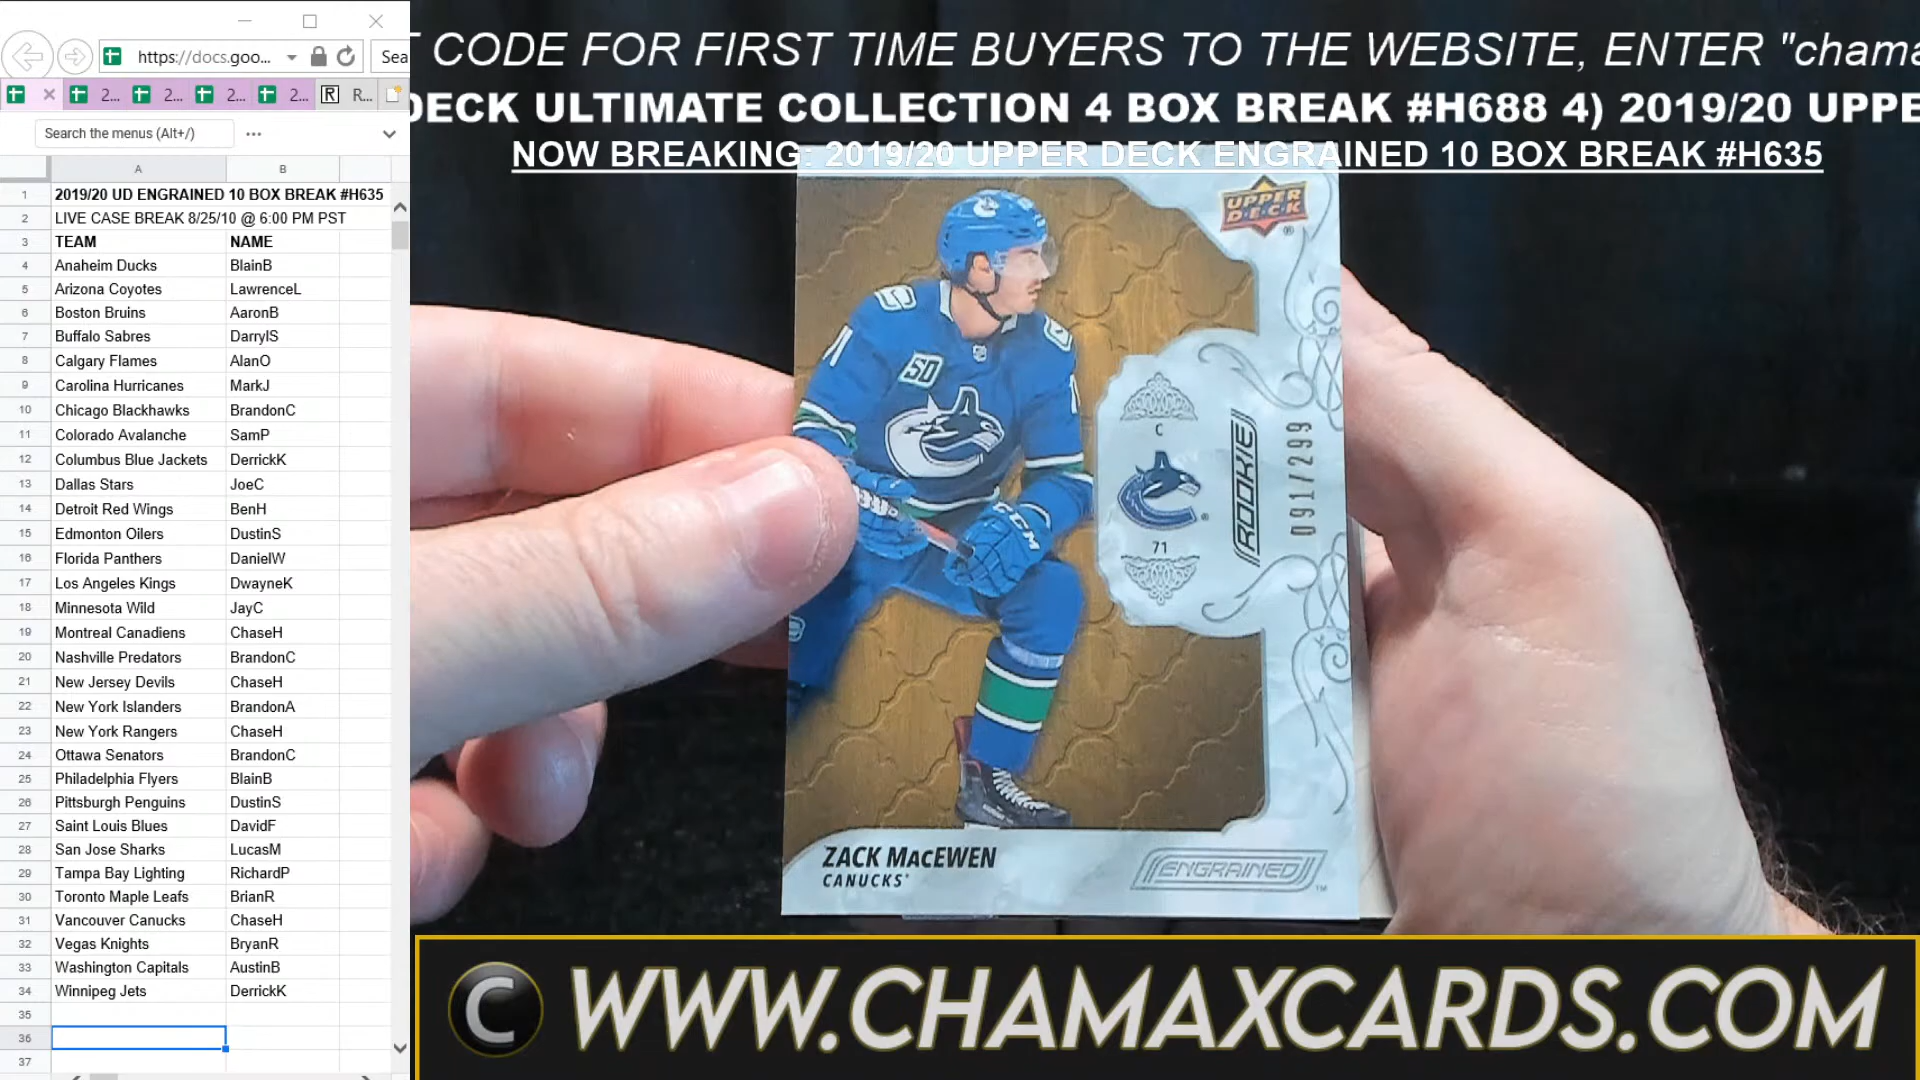 https://docs.goo...
Sea
2...
2...
2...
2...
R
R...
Search the menus (Alt+/)
A B
1 2019/20 UD ENGRAINED 10 BOX BREAK #H635
2 LIVE CASE BREAK 8/25/10 @ 6:00 PM PST
3 TEAM NAME
4 Anaheim Ducks BlainB
5 Arizona Coyotes LawrenceL
6 Boston Bruins AaronB
7 Buffalo Sabres DarrylS
8 Calgary Flames AlanO
9 Carolina Hurricanes MarkJ
10 Chicago Blackhawks BrandonC
11 Colorado Avalanche SamP
12 Columbus Blue Jackets DerrickK
13 Dallas Stars JoeC
14 Detroit Red Wings BenH
15 Edmonton Oilers DustinS
16 Florida Panthers DanielW
17 Los Angeles Kings DwayneK
18 Minnesota Wild JayC
19 Montreal Canadiens ChaseH
20 Nashville Predators BrandonC
21 New Jersey Devils ChaseH
22 New York Islanders BrandonA
23 New York Rangers ChaseH
24 Ottawa Senators BrandonC
25 Philadelphia Flyers BlainB
26 Pittsburgh Penguins DustinS
27 Saint Louis Blues DavidF
28 San Jose Sharks LucasM
29 Tampa Bay Lighting RichardP
30 Toronto Maple Leafs BrianR
31 Vancouver Canucks ChaseH
32 Vegas Knights BryanR
33 Washington Capitals AustinB
34 Winnipeg Jets DerrickK
35
36
37
T CODE FOR FIRST TIME BUYERS TO THE WEBSITE, ENTER "chama
DECK ULTIMATE COLLECTION 4 BOX BREAK #H688 4) 2019/20 UPPE
NOW BREAKING: 2019/20 UPPER DECK ENGRAINED 10 BOX BREAK #H635
UPPER
DECK
50
CCM
C
71
ROOKIE
091/299
ZACK MACEWEN
CANUCKS
ENGRAINED
C WWW.CHAMAXCARDS.COM